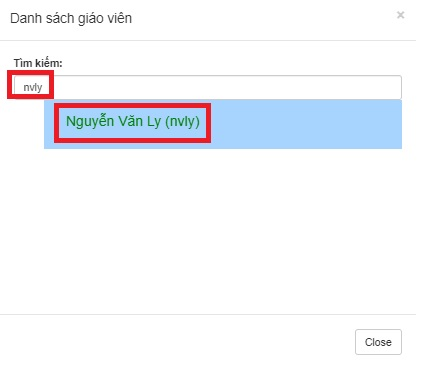 Danh sách giáo viên ×
Tìm kiếm:
nvly
Nguyễn Văn Ly (nvly)
Close